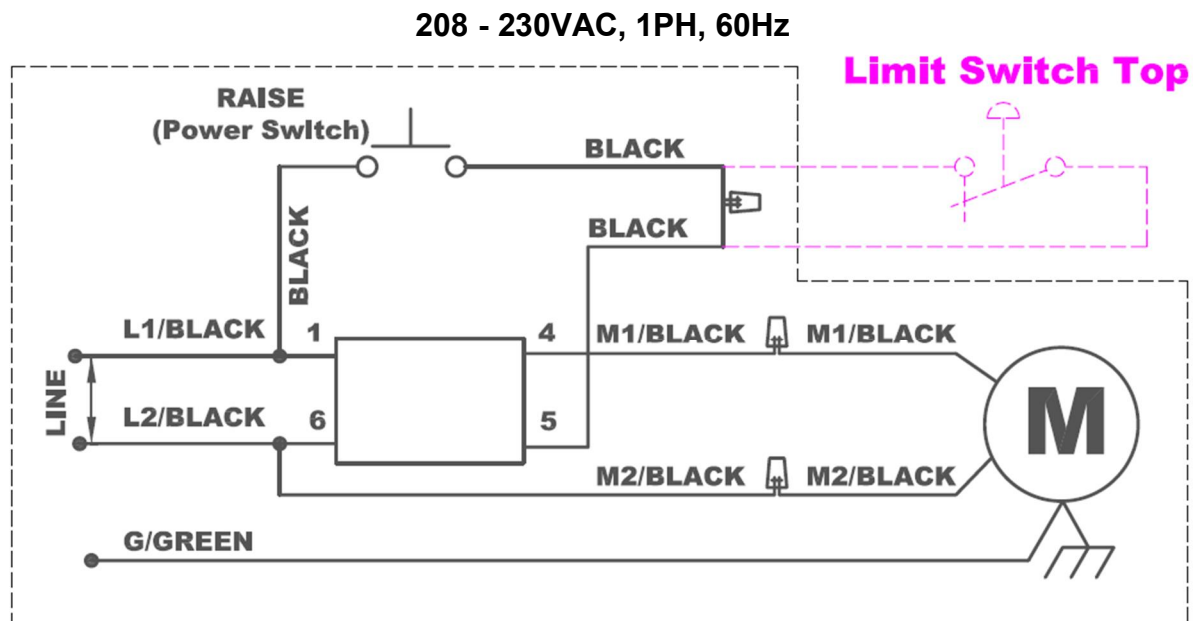 208 - 230VAC, 1PH, 60Hz
Limit Switch Top
RAISE
(Power SwItch)
BLACK
BLACK
BLACK
L1/BLACK 1
4 M1/BLACK M1/BLACK
LINE
L2/BLACK 6
5
M
M2/BLACK M2/BLACK
G/GREEN